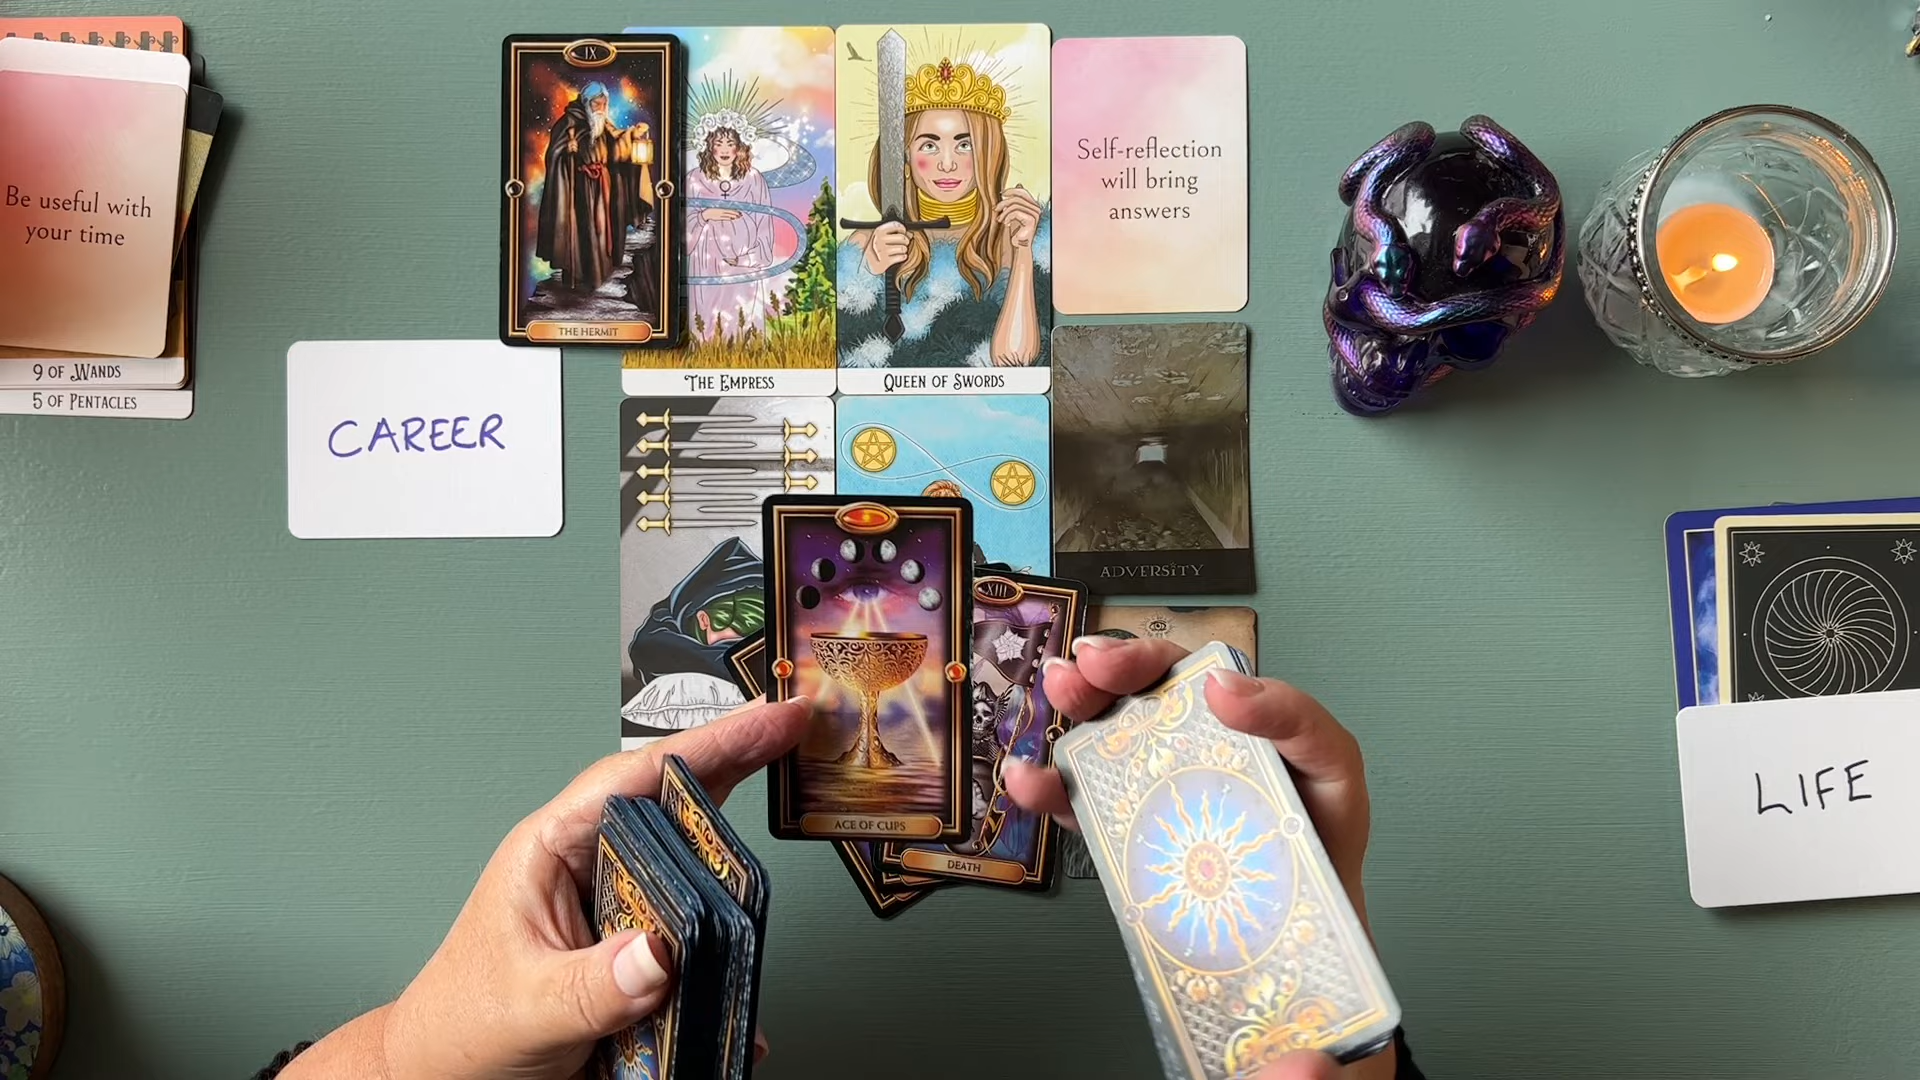 Be useful with
your time
9 OF WANDS
5 OF PENTACLES
CAREER
IX
THE HERMIT
THE EMPRESS
QUEEN OF SWORDS
Self-reflection
will bring
answers
ADVERSITY
ACE OF CUPS
XIII
DEATH
LIFE